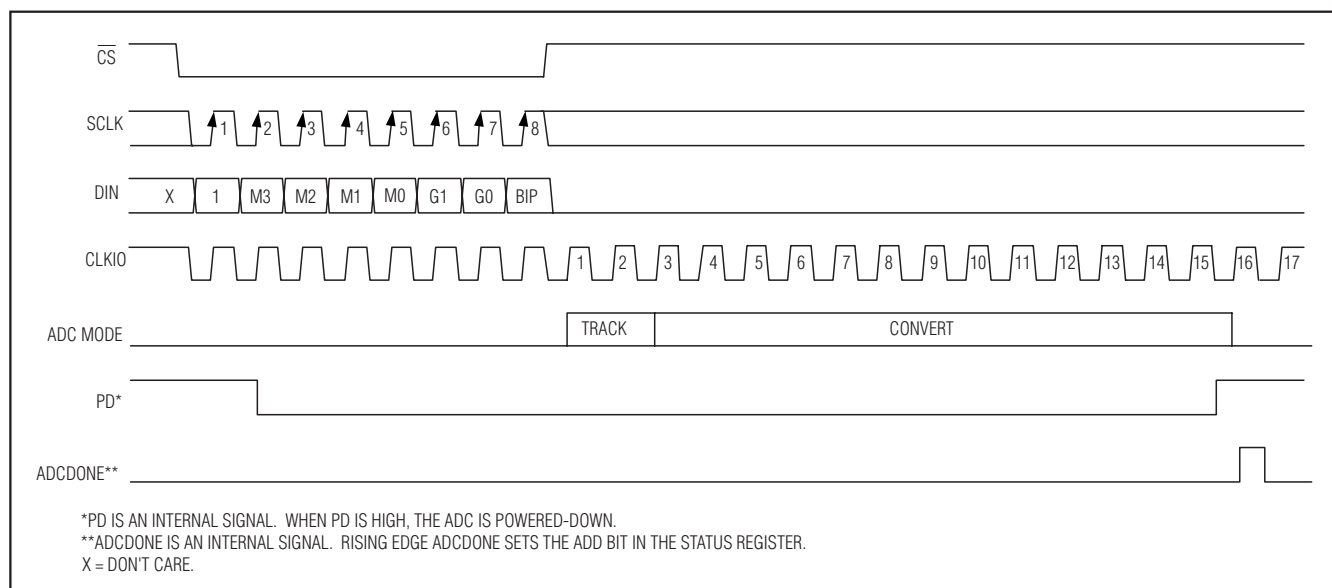 CS
SCLK
1 2 3 4 5 6 7 8
DIN X 1 M3 M2 M1 M0 G1 G0 BIP
CLKIO
1 2 3 4 5 6 7 8 9 10 11 12 13 14 15 16 17
ADC MODE TRACK CONVERT
PD*
ADCDONE**
*PD IS AN INTERNAL SIGNAL. WHEN PD IS HIGH, THE ADC IS POWERED-DOWN.
**ADCDONE IS AN INTERNAL SIGNAL. RISING EDGE ADCDONE SETS THE ADD BIT IN THE STATUS REGISTER.
X = DON'T CARE.